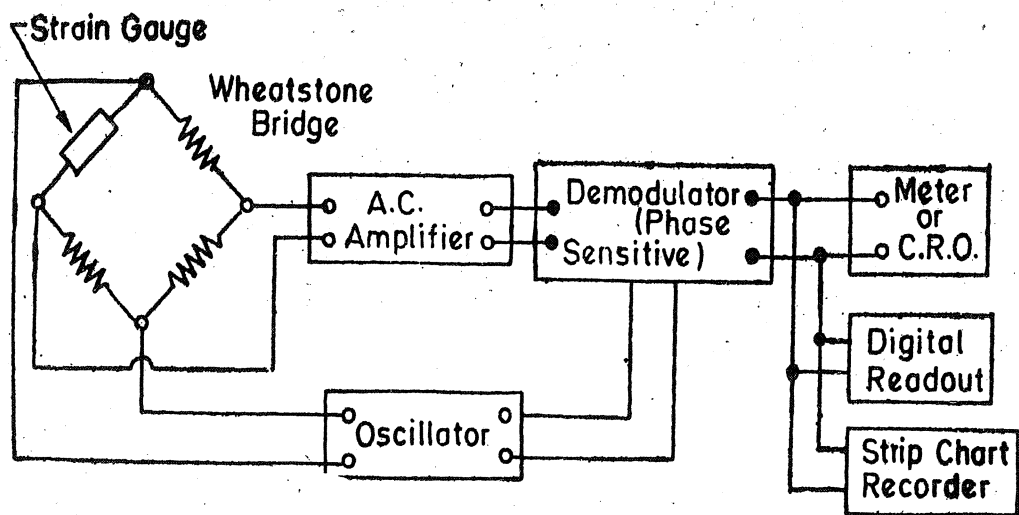 Strain Gauge
Wheatstone
Bridge
A.C.
Amplifier
Demodulator
(Phase
Sensitive)
Meter
or
C.R.O.
Digital
Readout
Oscillator
Strip Chart
Recorder